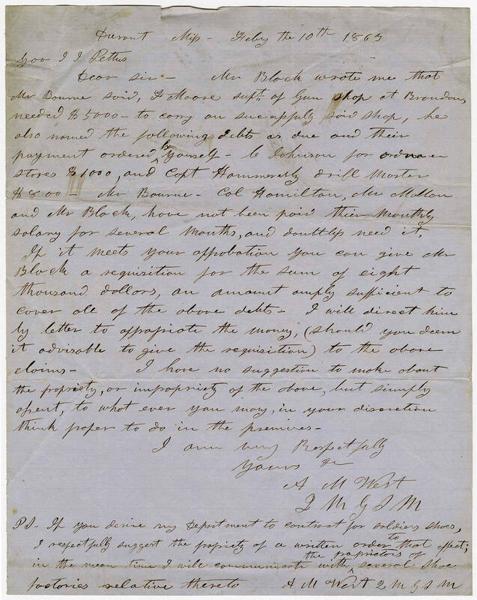 Durant Miss - Feby the 10th 1863
Gov J J Pettus
Dear sir - Mr Block wrote me that
Mr Bourne said, F Moore supt. of Gun shop at Brandon,
needed $5000 - to carry on and supply said shop, he
also named the following debts as due and their
payment ordered by yourself - C Johnson for
stores $1000, and Capt Hammerly drill Master
$800 - Mr Bourne - Col Hamilton, Mr
and Mr Block, have not been paid their Monthly
salary for several Months, and doubtless need it,
If it meets your approbation you can give Mr
Block a requisition for the sum of eight
thousand dollars, an amount amply sufficient to
cover all of the above debts - I will direct him
by letter to appropriate the money, (should you deem
it advisable to give the requisition) to the above
claims - I have no suggestion to make about
the propriety, or impropriety of the above, but simply
assent, to what ever you may, in your discretion
think proper to do in the premises -
I am very Respectfully
Yours &c
A M West
Q M G S M
P.S. If you desire my Department to contract for soldiers shoes,
I respectfully suggest the propriety of a written order to that effect;
in the mean time I will communicate with the proprietors of several shoe
factories relative thereto A M West Q M G S M